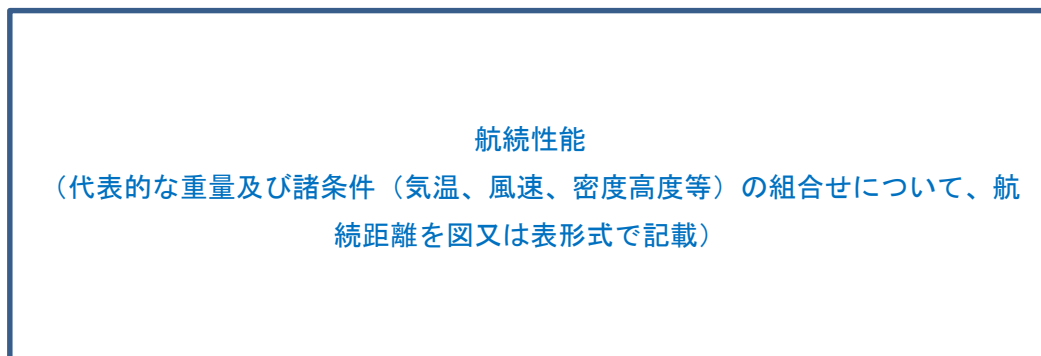 航続性能
（代表的な重量及び諸条件（気温、風速、密度高度等）の組合せについて、航
続距離を図又は表形式で記載）